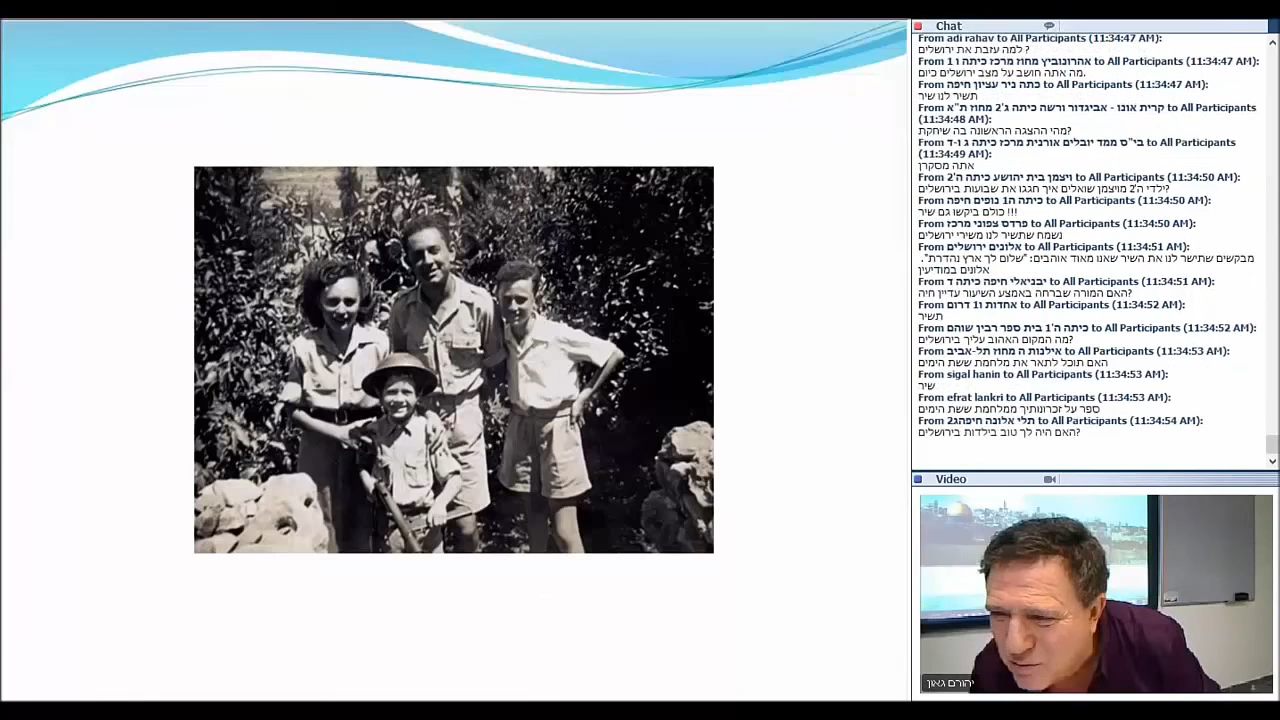 Chat
From adi rahav to All Participants (11:34:47 AM):
למה עזבת את ירושלים ?
From אהרונוביץ מחוז מרכז כיתה ו 1 to All Participants (11:34:47 AM):
מה אתה חושב על מצב ירושלים כיום.
From כתה ניר עציון חיפה to All Participants (11:34:47 AM):
תשיר לנו שיר
From קרית אונו - אביגדור ורשה כיתה ג'2 מחוז ת"א to All Participants
(11:34:48 AM):
מהי ההצגה הראשונה בה שיחקת?
From בי"ס ממד יובלים אורנית מרכז כיתה ג ו-ד to All Participants
(11:34:49 AM):
אתה מסקרן
From ויצמן בית יהושע כיתה ה'2 to All Participants (11:34:50 AM):
ילדי ה'2 מויצמן שואלים איך חגגו את שבועות בירושלים?
From כיתה ה1 נופים חיפה to All Participants (11:34:50 AM):
כולם ביקשו גם שיר !!!
From פרדס צפוני מרכז to All Participants (11:34:50 AM):
נשמח שתשיר לנו משירי ירושלים
From אלונים ירושלים to All Participants (11:34:51 AM):
מבקשים שתישר לנו את השיר שאנו מאוד אוהבים: "שלום לך ארץ נהדרת".
אלונים במודיעין
From יבניאלי חיפה כיתה ד to All Participants (11:34:51 AM):
האם המורה שברחה באמצע השיעור עדיין חיה?
From אחדות ו1 דרום to All Participants (11:34:52 AM):
תשיר
From כיתה ה'1 בית ספר רבין שוהם to All Participants (11:34:52 AM):
מה המקום האהוב עליך בירושלים?
From אילנות ה מחוז תל-אביב to All Participants (11:34:53 AM):
האם תוכל לתאר את מלחמת ששת הימים
From sigal hanin to All Participants (11:34:53 AM):
שיר
From efrat lankri to All Participants (11:34:53 AM):
ספר על זכרונותיך ממלחמת ששת הימים
From תלי אלונה חיפהג2 to All Participants (11:34:54 AM):
האם היה לך טוב בילדות בירושלים?
Video
יהורם גאון